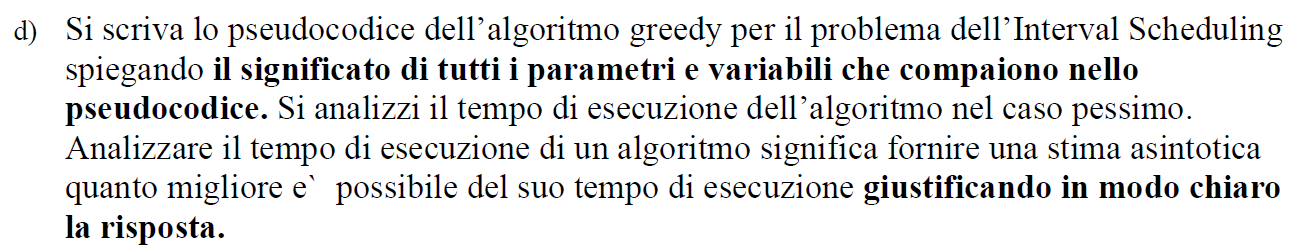 d) Si scriva lo pseudocodice dell’algoritmo greedy per il problema dell’Interval Scheduling
spiegando il significato di tutti i parametri e variabili che compaiono nello
pseudocodice. Si analizzi il tempo di esecuzione dell’algoritmo nel caso pessimo.
Analizzare il tempo di esecuzione di un algoritmo significa fornire una stima asintotica
quanto migliore e` possibile del suo tempo di esecuzione giustificando in modo chiaro
la risposta.